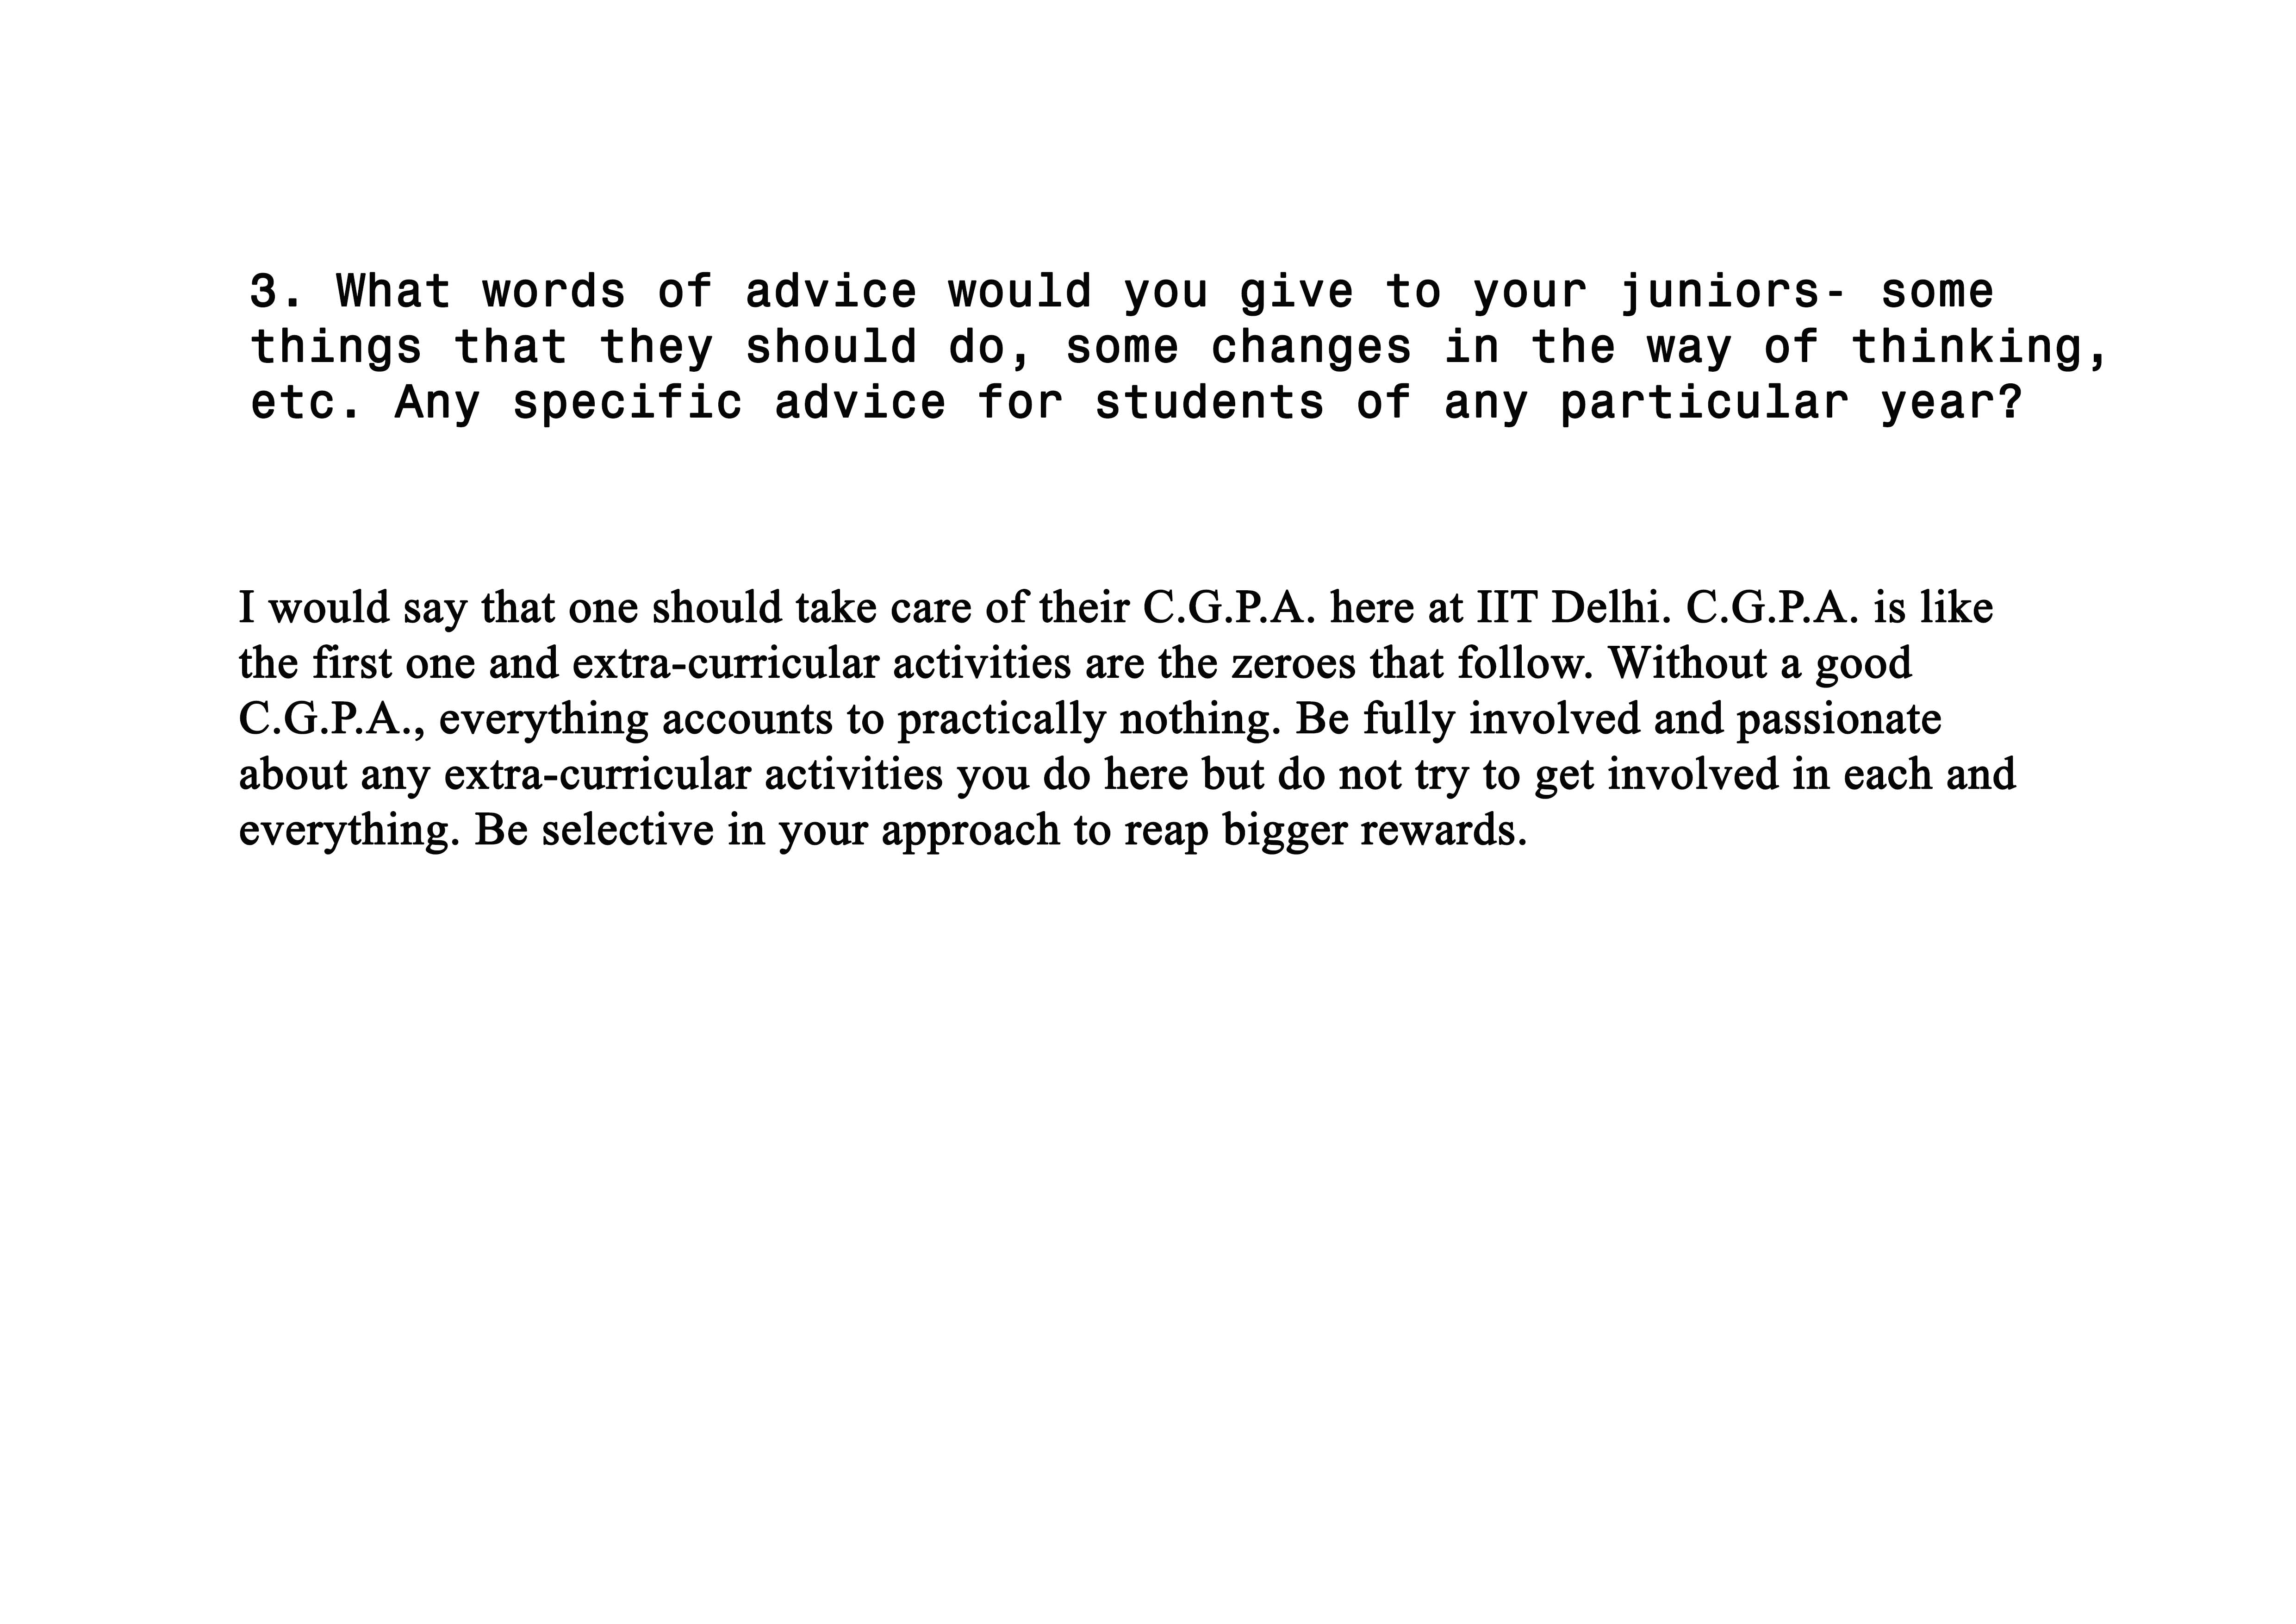 3. What words of advice would you give to your juniors- some
things that they should do, some changes in the way of thinking,
etc. Any specific advice for students of any particular year?
I would say that one should take care of their C.G.P.A. here at IIT Delhi. C.G.P.A. is like
the first one and extra-curricular activities are the zeroes that follow. Without a good
C.G.P.A., everything accounts to practically nothing. Be fully involved and passionate
about any extra-curricular activities you do here but do not try to get involved in each and
everything. Be selective in your approach to reap bigger rewards.